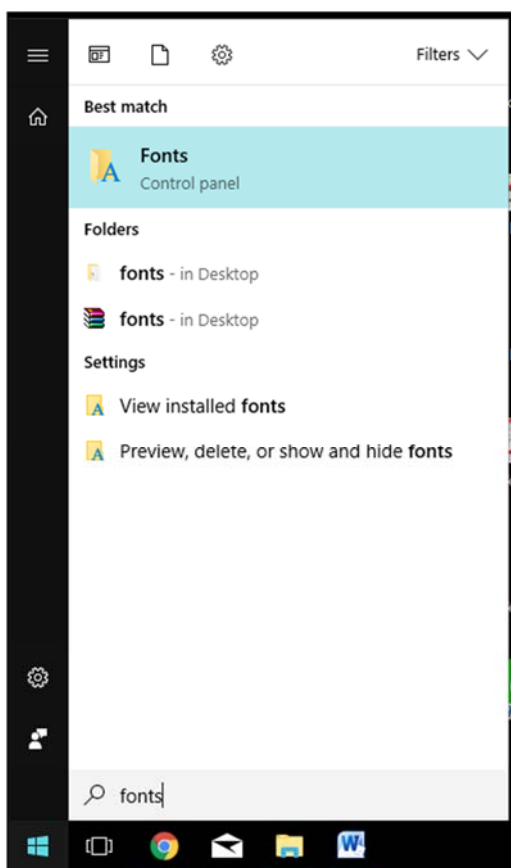 Filters
Best match
Fonts
Control panel
Folders
fonts - in Desktop
fonts - in Desktop
Settings
View installed fonts
Preview, delete, or show and hide fonts
fonts
W